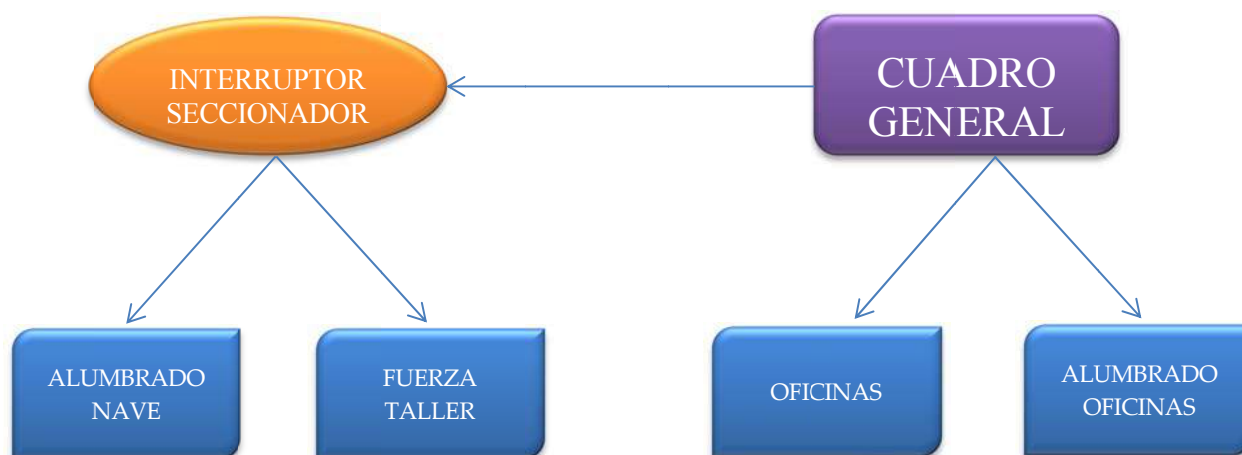 INTERRUPTOR
SECCIONADOR
CUADRO
GENERAL
ALUMBRADO
NAVE
FUERZA
TALLER
OFICINAS
ALUMBRADO
OFICINAS